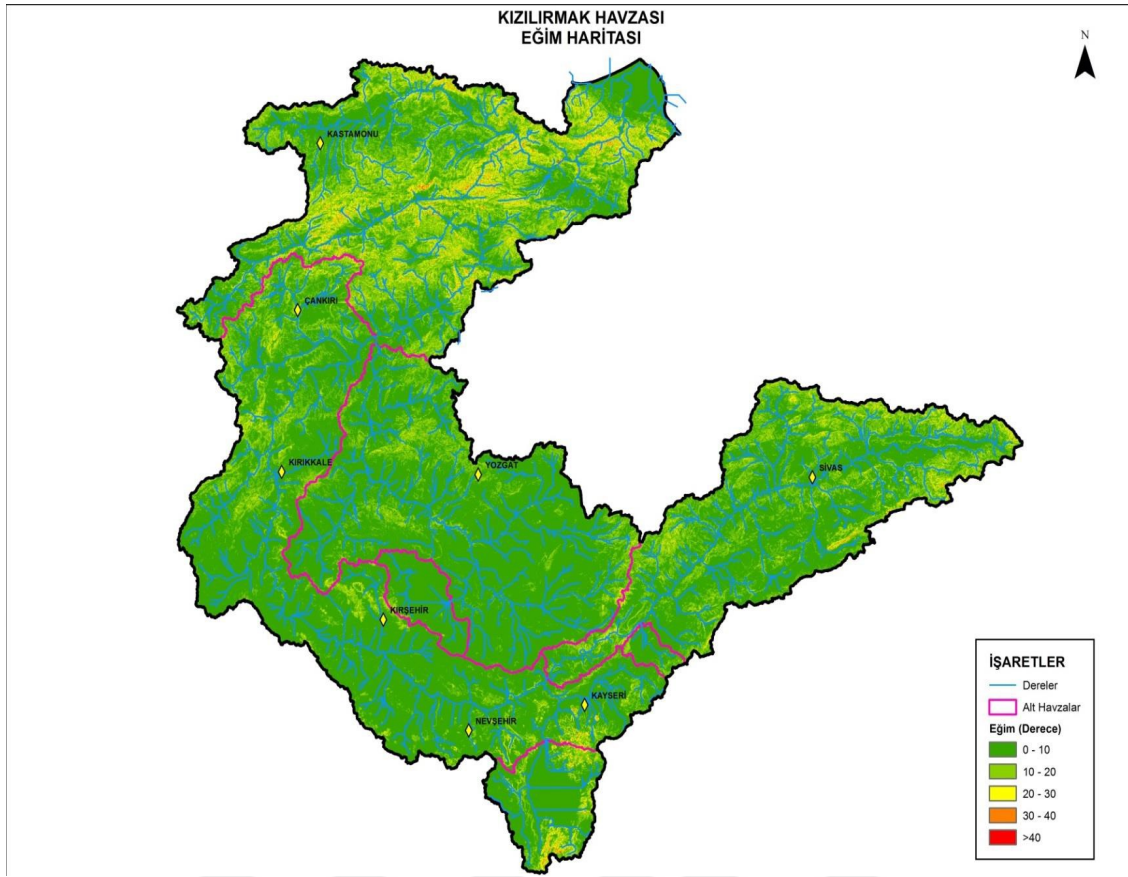 KIZILIRMAK HAVZASI
EĞİM HARİTASI
N
KASTAMONU
ÇANKIRI
KIRIKKALE
YOZGAT
SİVAS
KIRŞEHİR
KAYSERİ
NEVŞEHİR
İŞARETLER
Dereler
Alt Havzalar
Eğim (Derece)
0 - 10
10 - 20
20 - 30
30 - 40
>40